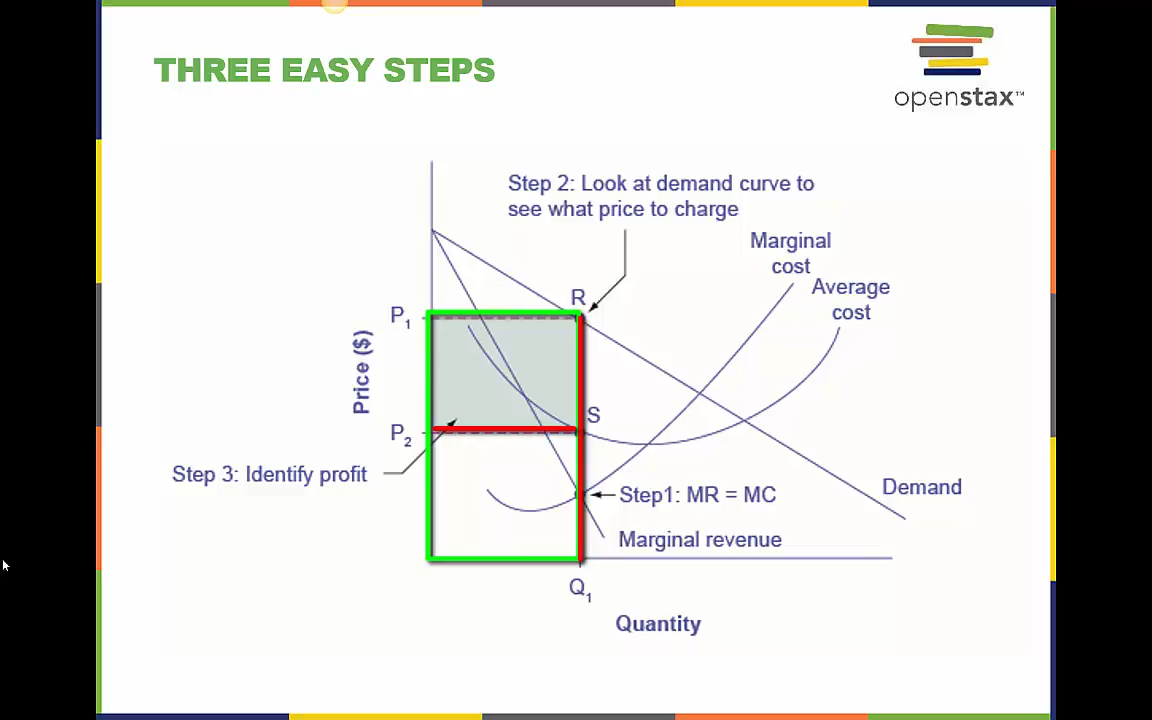 THREE EASY STEPS
openstax™
Step 2: Look at demand curve to
see what price to charge
Marginal
cost
Average
cost
R
P1
Price ($)
S
P2
Step 3: Identify profit
Demand
Step1: MR = MC
Marginal revenue
Q1
Quantity